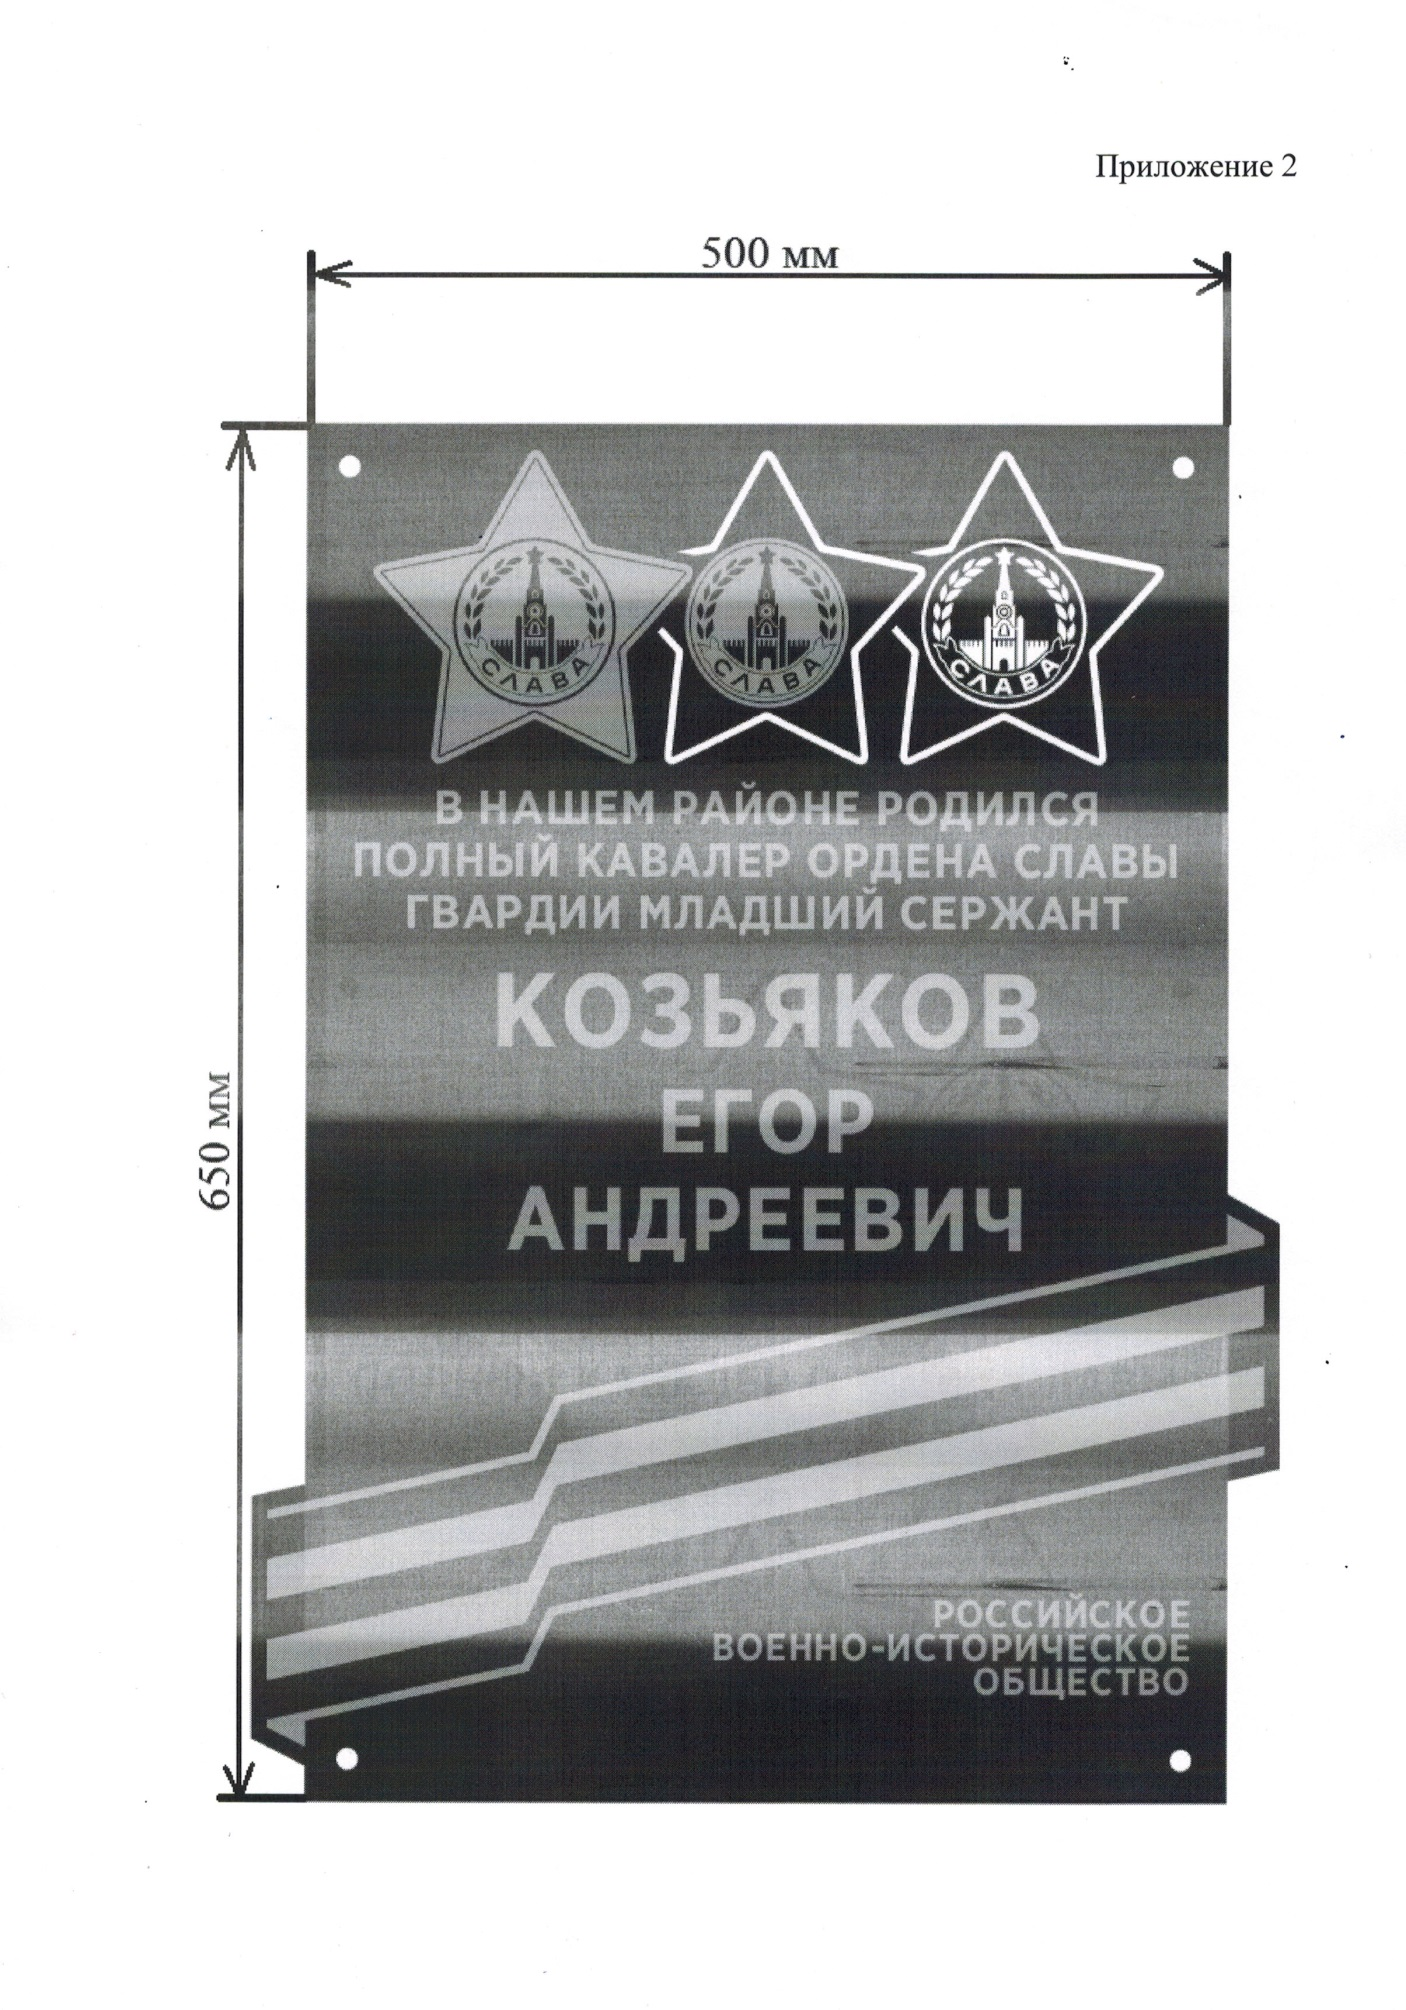 Приложение 2
500 мм
650 мм
СЛАВА
СЛАВА
СЛАВА
В НАШЕМ РАЙОНЕ РОДИЛСЯ
ПОЛНЫЙ КАВАЛЕР ОРДЕНА СЛАВЫ
ГВАРДИИ МЛАДШИЙ СЕРЖАНТ
КОЗЬЯКОВ
ЕГОР
АНДРЕЕВИЧ
РОССИЙСКОЕ
ВОЕННО-ИСТОРИЧЕСКОЕ
ОБЩЕСТВО